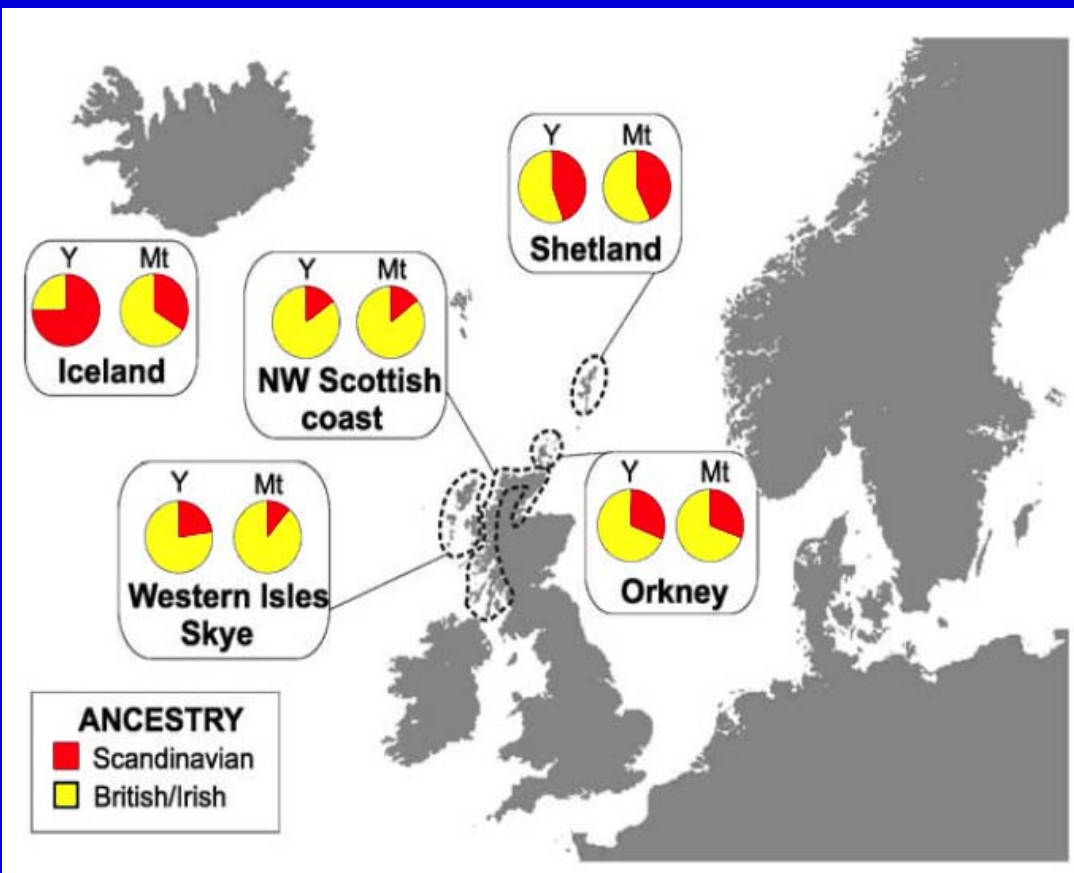 Y Mt
Shetland
Y Mt
Iceland
Y Mt
NW Scottish
coast
Y Mt
Western Isles
Skye
Y Mt
Orkney
ANCESTRY
Scandinavian
British/Irish